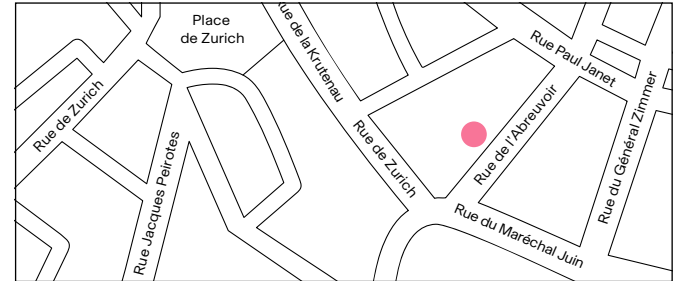 Place
de Zurich
Rue de la Krutenau
Rue Paul Janet
Rue de Zurich
Rue de Zurich
Rue de l'Abreuvoir
Rue du Général Zimmer
Rue Jacques Peirotes
Rue du Maréchal Juin